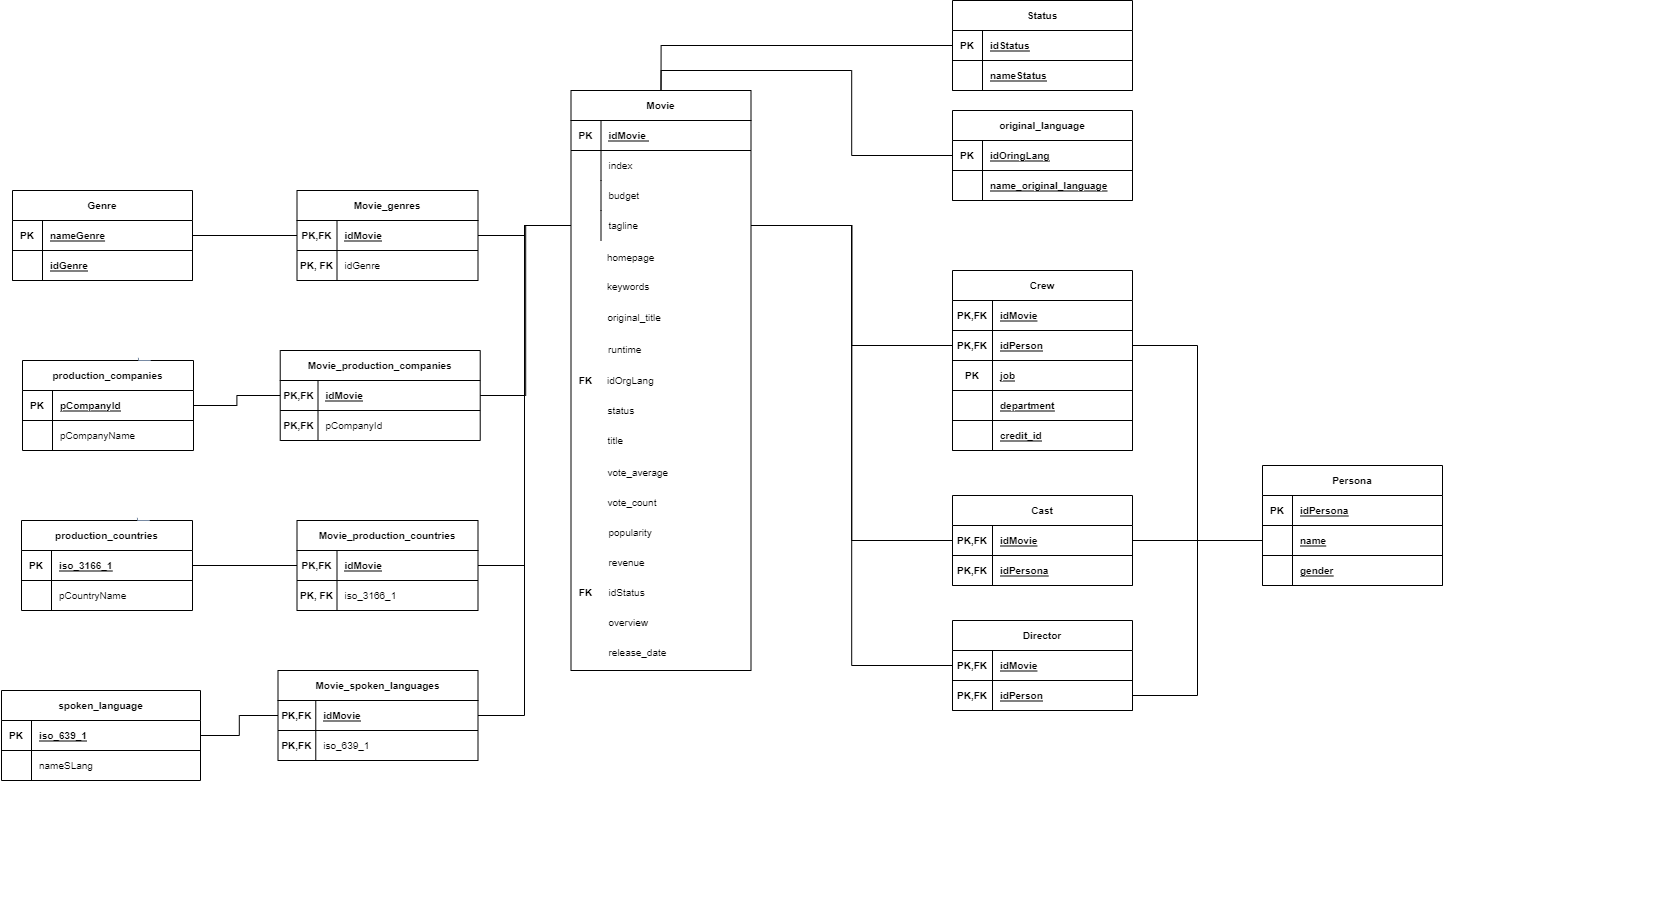 Status
PK idStatus
nameStatus
original_language
PK idOringLang
name_original_language
Movie
PK idMovie
index
budget
tagline
homepage
keywords
original_title
runtime
FK idOrgLang
status
title
vote_average
vote_count
popularity
revenue
FK idStatus
overview
release_date
Genre
PK nameGenre
idGenre
Movie_genres
PK,FK idMovie
PK, FK idGenre
production_companies
PK pCompanyId
pCompanyName
Movie_production_companies
PK,FK idMovie
PK,FK pCompanyId
production_countries
PK iso_3166_1
pCountryName
Movie_production_countries
PK,FK idMovie
PK, FK iso_3166_1
spoken_language
PK iso_639_1
nameSLang
Movie_spoken_languages
PK,FK idMovie
PK,FK iso_639_1
Crew
PK,FK idMovie
PK,FK idPerson
PK job
department
credit_id
Cast
PK,FK idMovie
PK,FK idPersona
Director
PK,FK idMovie
PK,FK idPerson
Persona
PK idPersona
name
gender